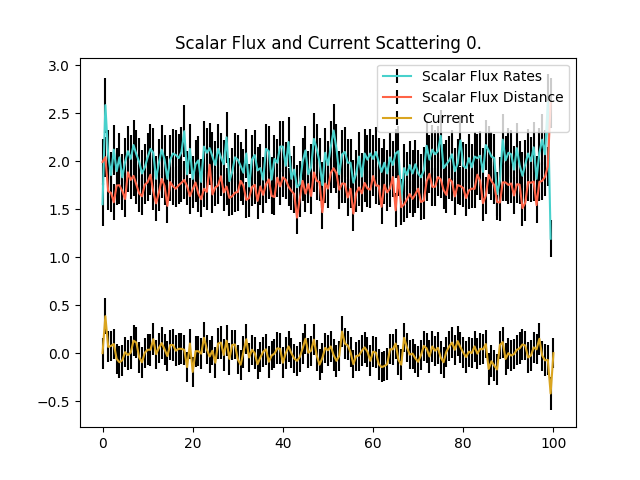 Scalar Flux and Current Scattering 0.
3.0
2.5
2.0
1.5
1.0
0.5
0.0
−0.5
0 20 40 60 80 100
Scalar Flux Rates
Scalar Flux Distance
Current